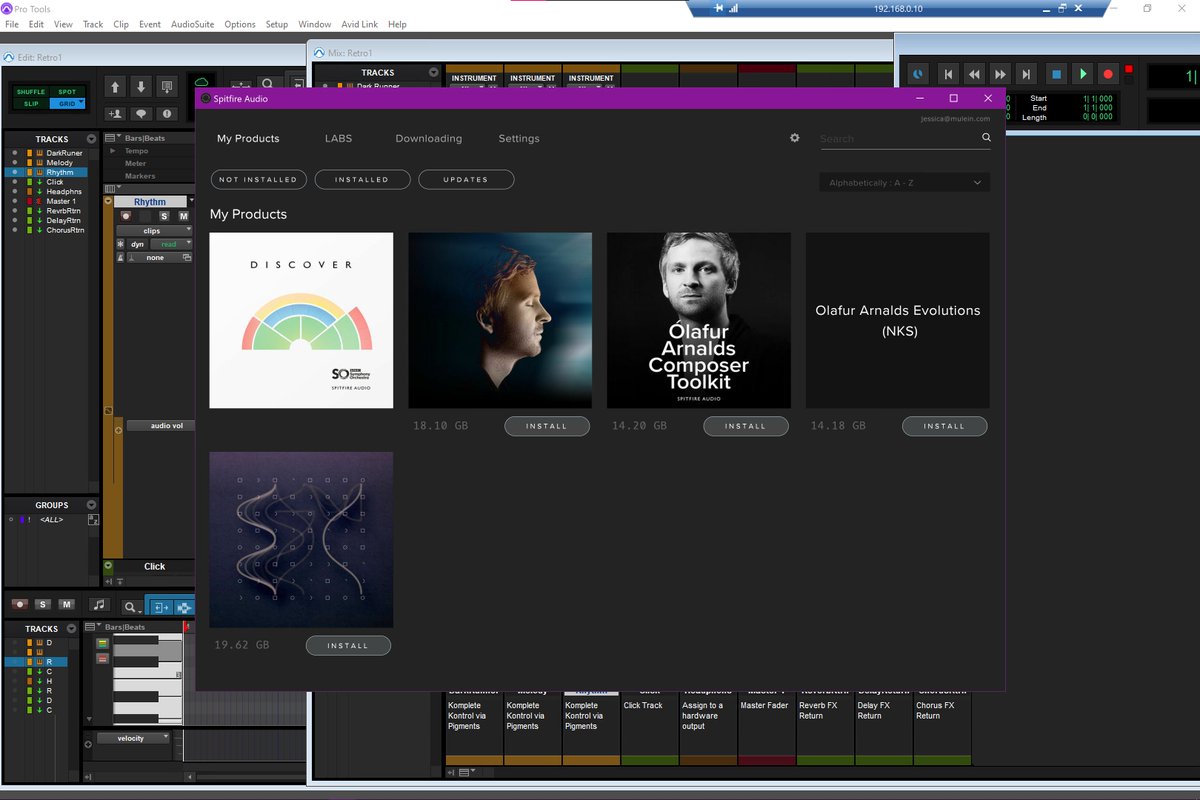 Pro Tools
192.168.0.10
File Edit View Track Clip Event AudioSuite Options Setup Window Avid Link Help
Edit: Retro1
SHUFFLE SPOT
SLIP GRID
TRACKS
DarkRuner
Melody
Rhythm
Click
Headphns
Master 1
RevrbRtrn
DelayRtrn
ChorusRtrn
Bars|Beats
Tempo
Meter
Markers
Rhythm
S M
clips
dyn read
none
audio vol
GROUPS
! <ALL>
Click
S M
TRACKS
D
R
C
H
R
D
C
Bars|Beats
velocity
Mix: Retro1
TRACKS
Dark Runner
INSTRUMENT INSTRUMENT INSTRUMENT
Start 1| 1| 000
End 1| 1| 000
Length 0| 0| 000
1|
Spitfire Audio
jessica@mulein.com
My Products LABS Downloading Settings
Search
NOT INSTALLED INSTALLED UPDATES
Alphabetically : A - Z
My Products
DISCOVER
SO BBC Symphony Orchestra
SPITFIRE AUDIO
Ólafur
Arnalds
Composer
Toolkit
SPITFIRE AUDIO
Olafur Arnalds Evolutions
(NKS)
18.10 GB INSTALL
14.20 GB INSTALL
14.18 GB INSTALL
19.62 GB INSTALL
Melody
Rhythm
Click
Master 1
Komplete Komplete Komplete Click Track Assign to a Master Fader Reverb FX Delay FX Chorus FX
Kontrol via Kontrol via Kontrol via hardware Return Return Return
Pigments Pigments Pigments output